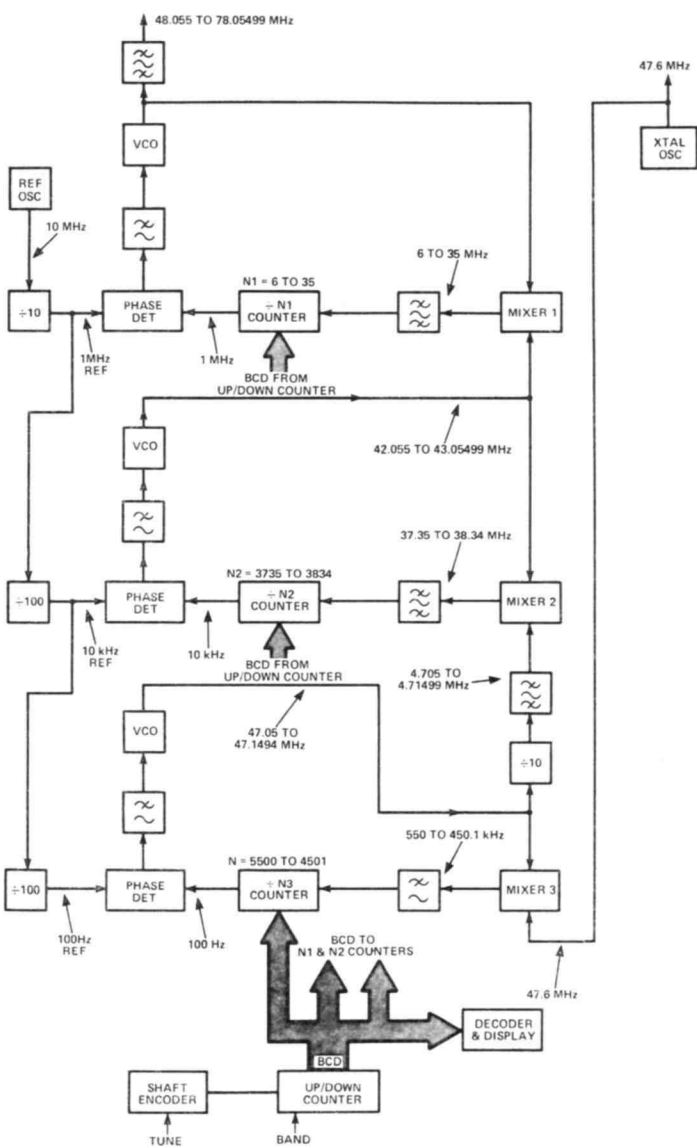 48.055 TO 78.05499 MHz
47.6 MHz
VCO
XTAL
OSC
REF
OSC
10 MHz
6 TO 35 MHz
N1 = 6 TO 35
÷10
PHASE
DET
÷ N1
COUNTER
MIXER 1
1MHz
REF
1 MHz
BCD FROM
UP/DOWN COUNTER
VCO
42.055 TO 43.05499 MHz
37.35 TO 38.34 MHz
N2 = 3735 TO 3834
÷100
PHASE
DET
÷ N2
COUNTER
MIXER 2
10 kHz
REF
10 kHz
BCD FROM
UP/DOWN COUNTER
4.705 TO
4.71499 MHz
VCO
47.05 TO
47.1494 MHz
÷10
550 TO 450.1 kHz
N = 5500 TO 4501
÷100
PHASE
DET
÷ N3
COUNTER
MIXER 3
100Hz
REF
100 Hz
BCD TO
N1 & N2 COUNTERS
47.6 MHz
DECODER
& DISPLAY
BCD
SHAFT
ENCODER
UP/DOWN
COUNTER
TUNE
BAND